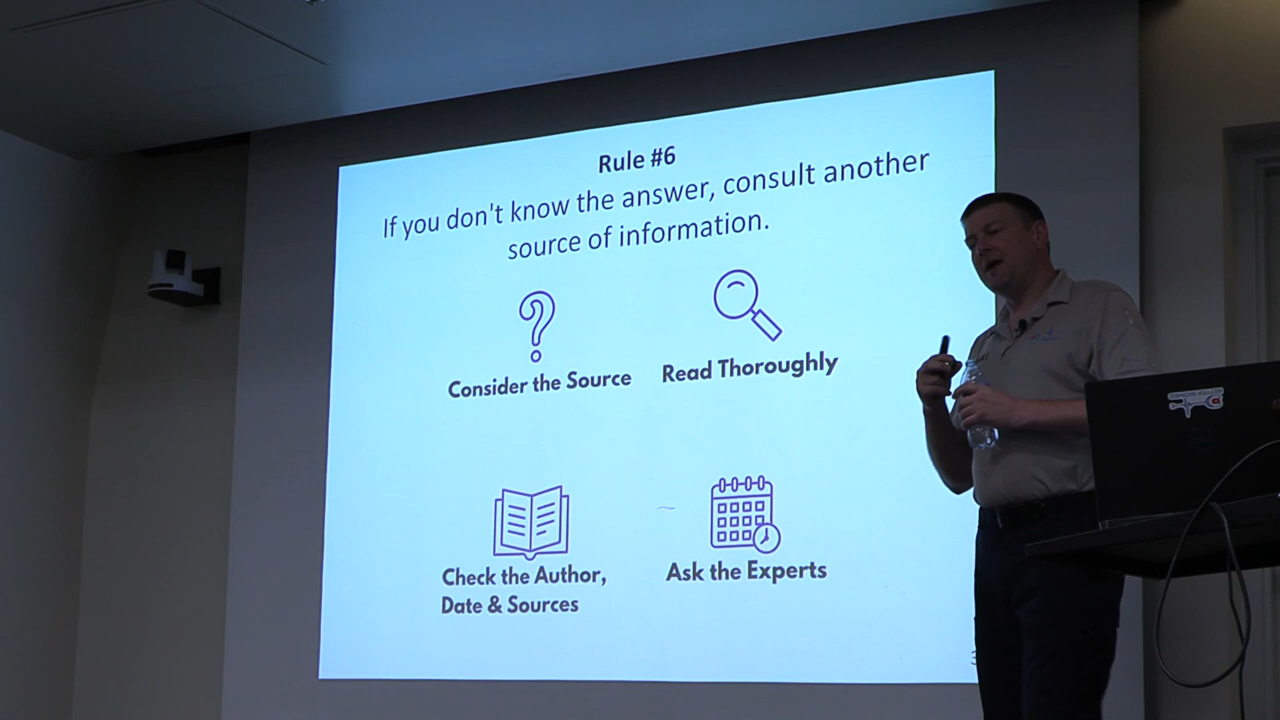 Rule #6
If you don't know the answer, consult another
source of information.
Consider the Source
Read Thoroughly
Check the Author,
Date & Sources
Ask the Experts